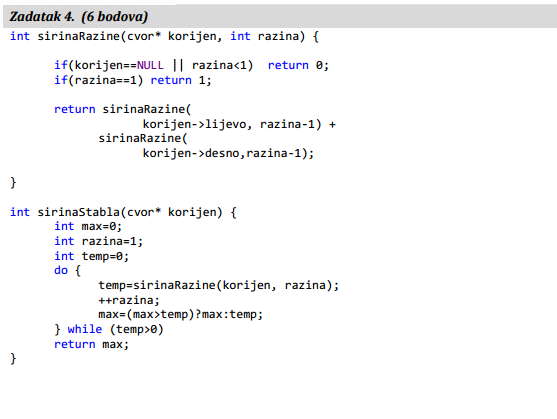 Zadatak 4. (6 bodova)
int sirinaRazine(cvor* korijen, int razina) {
if(korijen==NULL || razina<1) return 0;
if(razina==1) return 1;
return sirinaRazine(
korijen->lijevo, razina-1) +
sirinaRazine(
korijen->desno,razina-1);
}
int sirinaStabla(cvor* korijen) {
int max=0;
int razina=1;
int temp=0;
do {
temp=sirinaRazine(korijen, razina);
++razina;
max=(max>temp)?max:temp;
} while (temp>0)
return max;
}